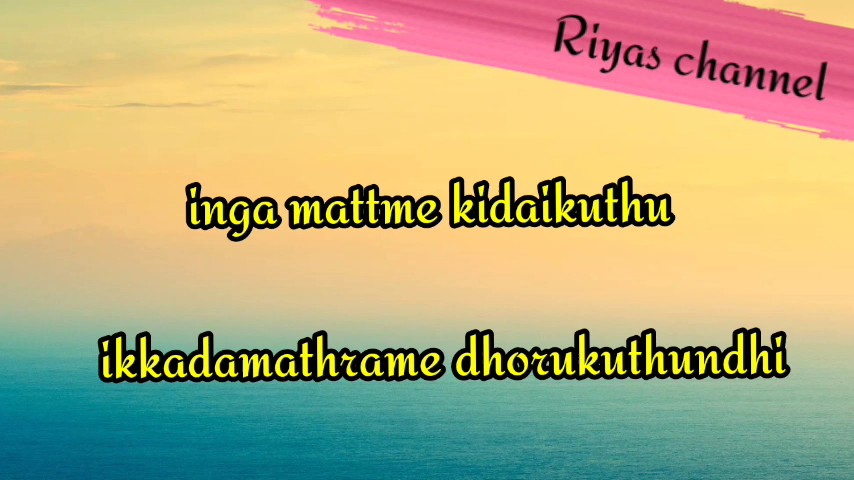 Riyas channel
inga mattme kidaikuthu
ikkadamathrame dhorukuthundhi